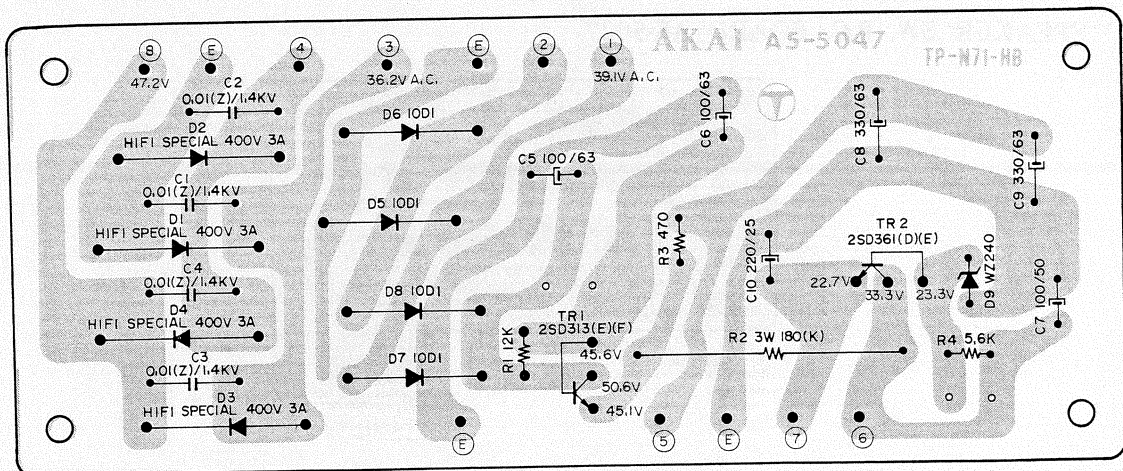 AKAI A5-5047
TP-N71-HB
8 E 4 3 E 2 1
47.2V
36.2V A.C.
39.1V A.C.
C2
0.01(Z)/1.4KV
D2
HIFI SPECIAL 400V 3A
C1
0.01(Z)/1.4KV
D1
HIFI SPECIAL 400V 3A
C4
0.01(Z)/1.4KV
D4
HIFI SPECIAL 400V 3A
C3
0.01(Z)/1.4KV
D3
HIFI SPECIAL 400V 3A
D6 10D1
D5 10D1
D8 10D1
D7 10D1
C5 100/63
C6 100/63
C8 330/63
C9 330/63
R3 470
C10 220/25
TR2
2SD361(D)(E)
22.7V
33.3V
23.3V
D9 WZ240
C7 100/50
R1 12K
TR1
2SD313(E)(F)
45.6V
50.6V
45.1V
R2 3W 180(K)
R4 5.6K
E 5 E 7 6